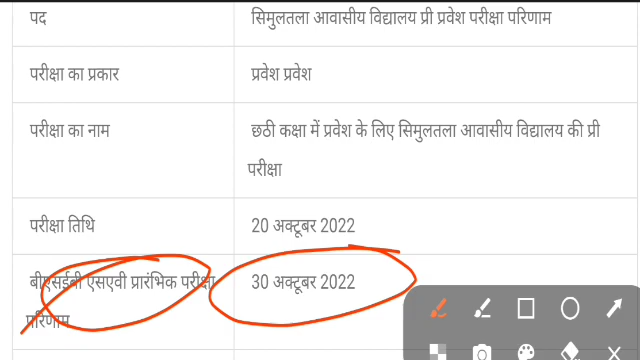 पद
सिमुलतला आवासीय विद्यालय प्री प्रवेश परीक्षा परिणाम
परीक्षा का प्रकार
प्रवेश प्रवेश
परीक्षा का नाम
छठी कक्षा में प्रवेश के लिए सिमुलतला आवासीय विद्यालय की प्री
परीक्षा
परीक्षा तिथि
20 अक्टूबर 2022
बीएसईबी एसएवी प्रारंभिक परीक्षा
परिणाम
30 अक्टूबर 2022